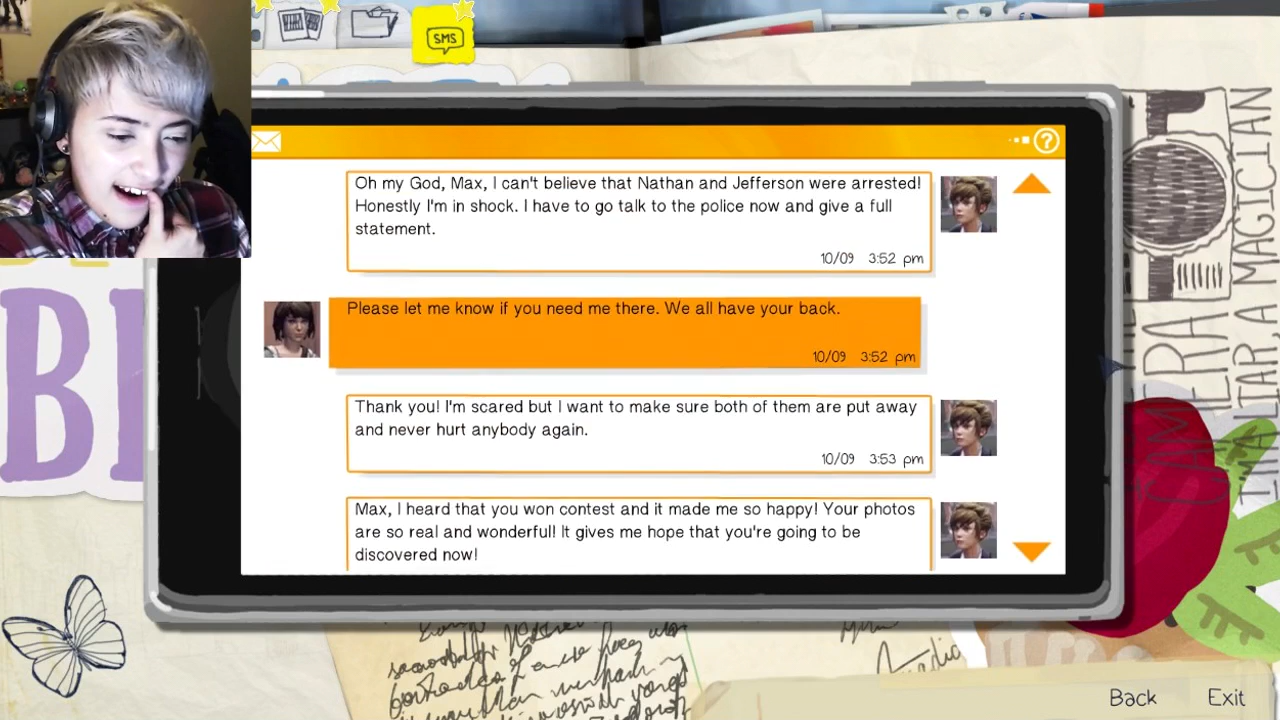 SMS
?
Oh my God, Max, I can't believe that Nathan and Jefferson were arrested!
Honestly I'm in shock. I have to go talk to the police now and give a full
statement.
10/09 3:52 pm
Please let me know if you need me there. We all have your back.
10/09 3:52 pm
Thank you! I'm scared but I want to make sure both of them are put away
and never hurt anybody again.
10/09 3:53 pm
Max, I heard that you won contest and it made me so happy! Your photos
are so real and wonderful! It gives me hope that you're going to be
discovered now!
CAMERA
LIAR, A MAGICIAN
Back Exit